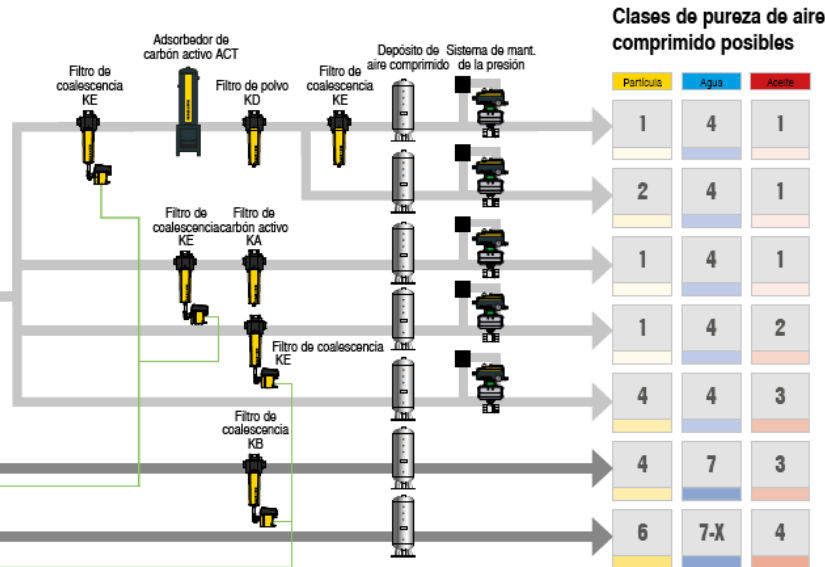 Clases de pureza de aire
comprimido posibles
Partícula Agua Aceite
Adsorbedor de
carbón activo ACT
Filtro de
coalescencia
KE
Filtro de polvo
KD
Filtro de
coalescencia
KE
Depósito de
aire comprimido
Sistema de mant.
de la presión
1 4 1
2 4 1
Filtro de
coalescencia
KE
Filtro de
carbón activo
KA
1 4 1
1 4 2
Filtro de coalescencia
KE
4 4 3
Filtro de
coalescencia
KB
4 7 3
6 7-X 4